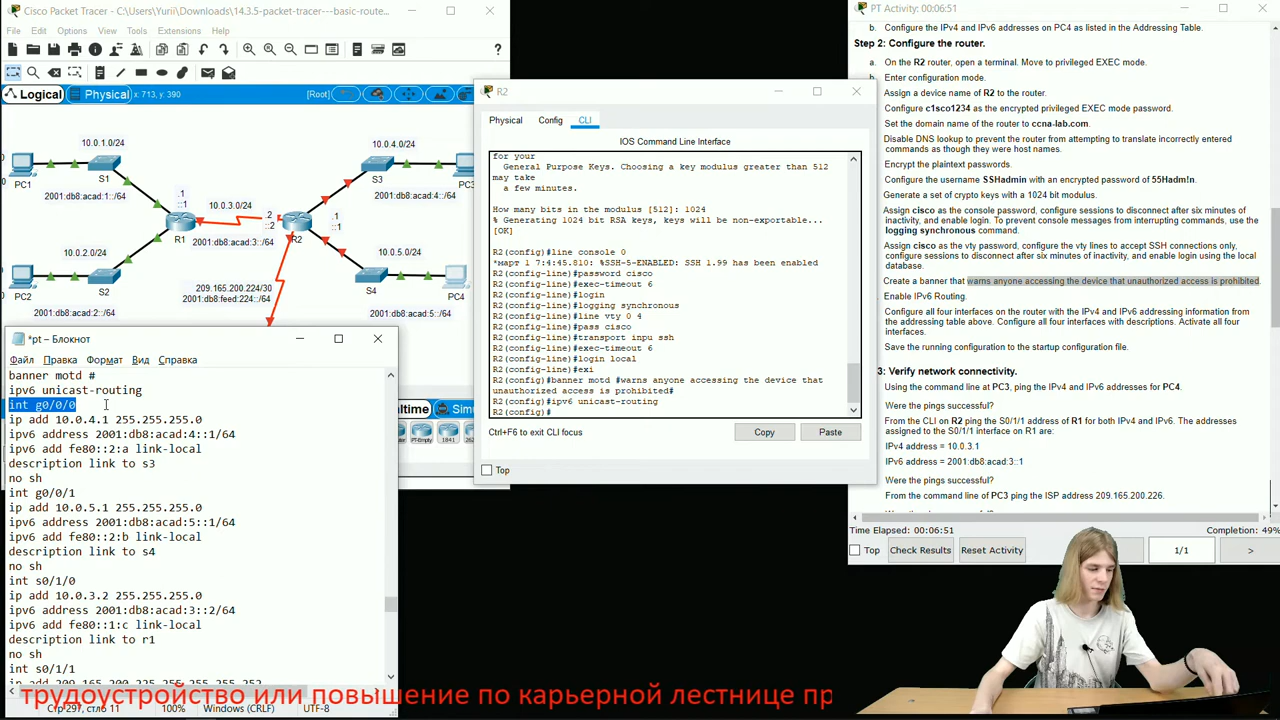 Cisco Packet Tracer - C:\Users\Yurii\Downloads\14.3.5-packet-tracer---basic-route...
File Edit Options View Tools Extensions Help
Logical Physical x: 713, y: 390 [Root]
10.0.1.0/24
10.0.4.0/24
PC1 S1 S3 PC3
2001:db8:acad:1::/64
2001:db8:acad:4::/64
.1
::1
10.0.3.0/24
.2
::2
.1
::1
R1 R2
2001:db8:acad:3::/64
10.0.2.0/24
10.0.5.0/24
PC2 S2 S4 PC4
209.165.200.224/30
2001:db8:feed:224::/64
2001:db8:acad:2::/64
2001:db8:acad:5::/64
*pt – Блокнот
Файл Правка Формат Вид Справка
banner motd #
ipv6 unicast-routing
int g0/0/0
ip add 10.0.4.1 255.255.255.0
ipv6 address 2001:db8:acad:4::1/64
ipv6 add fe80::2:a link-local
description link to s3
no sh
int g0/0/1
ip add 10.0.5.1 255.255.255.0
ipv6 address 2001:db8:acad:5::1/64
ipv6 add fe80::2:b link-local
description link to s4
no sh
int s0/1/0
ip add 10.0.3.2 255.255.255.0
ipv6 address 2001:db8:acad:3::2/64
ipv6 add fe80::1:c link-local
description link to r1
no sh
int s0/1/1
100% Windows (CRLF) UTF-8
ltime Simu
PT-Empty 1841
R2
Physical Config CLI
IOS Command Line Interface
for your
General Purpose Keys. Choosing a key modulus greater than 512
may take
a few minutes.
How many bits in the modulus [512]: 1024
% Generating 1024 bit RSA keys, keys will be non-exportable...
[OK]
R2(config)#line console 0
*март 1 7:4:45.810: %SSH-5-ENABLED: SSH 1.99 has been enabled
R2(config-line)#password cisco
R2(config-line)#exec-timeout 6
R2(config-line)#login
R2(config-line)#logging synchronous
R2(config-line)#line vty 0 4
R2(config-line)#pass cisco
R2(config-line)#transport inpu ssh
R2(config-line)#exec-timeout 6
R2(config-line)#login local
R2(config-line)#exi
R2(config)#banner motd #warns anyone accessing the device that
unauthorized access is prohibited#
R2(config)#ipv6 unicast-routing
R2(config)#
Ctrl+F6 to exit CLI focus Copy Paste
Top
PT Activity: 00:06:51
b. Configure the IPv4 and IPv6 addresses on PC4 as listed in the Addressing Table.
Step 2: Configure the router.
a. On the R2 router, open a terminal. Move to privileged EXEC mode.
Enter configuration mode.
Assign a device name of R2 to the router.
Configure c1sco1234 as the encrypted privileged EXEC mode password.
Set the domain name of the router to ccna-lab.com.
Disable DNS lookup to prevent the router from attempting to translate incorrectly entered
commands as though they were host names.
Encrypt the plaintext passwords.
Configure the username SSHadmin with an encrypted password of 55Hadm!n.
Generate a set of crypto keys with a 1024 bit modulus.
Assign cisco as the console password, configure sessions to disconnect after six minutes of
inactivity, and enable login. To prevent console messages from interrupting commands, use the
logging synchronous command.
Assign cisco as the vty password, configure the vty lines to accept SSH connections only,
configure sessions to disconnect after six minutes of inactivity, and enable login using the local
database.
Create a banner that warns anyone accessing the device that unauthorized access is prohibited.
Enable IPv6 Routing.
Configure all four interfaces on the router with the IPv4 and IPv6 addressing information from
the addressing table above. Configure all four interfaces with descriptions. Activate all four
interfaces.
Save the running configuration to the startup configuration file.
3: Verify network connectivity.
Using the command line at PC3, ping the IPv4 and IPv6 addresses for PC4.
Were the pings successful?
From the CLI on R2 ping the S0/1/1 address of R1 for both IPv4 and IPv6. The addresses
assigned to the S0/1/1 interface on R1 are:
IPv4 address = 10.0.3.1
IPv6 address = 2001:db8:acad:3::1
Were the pings successful?
From the command line of PC3 ping the ISP address 209.165.200.226.
Time Elapsed: 00:06:51 Completion: 49%
Top Check Results Reset Activity 1/1 >
трудоустройство или повышение по карьерной лестнице пр